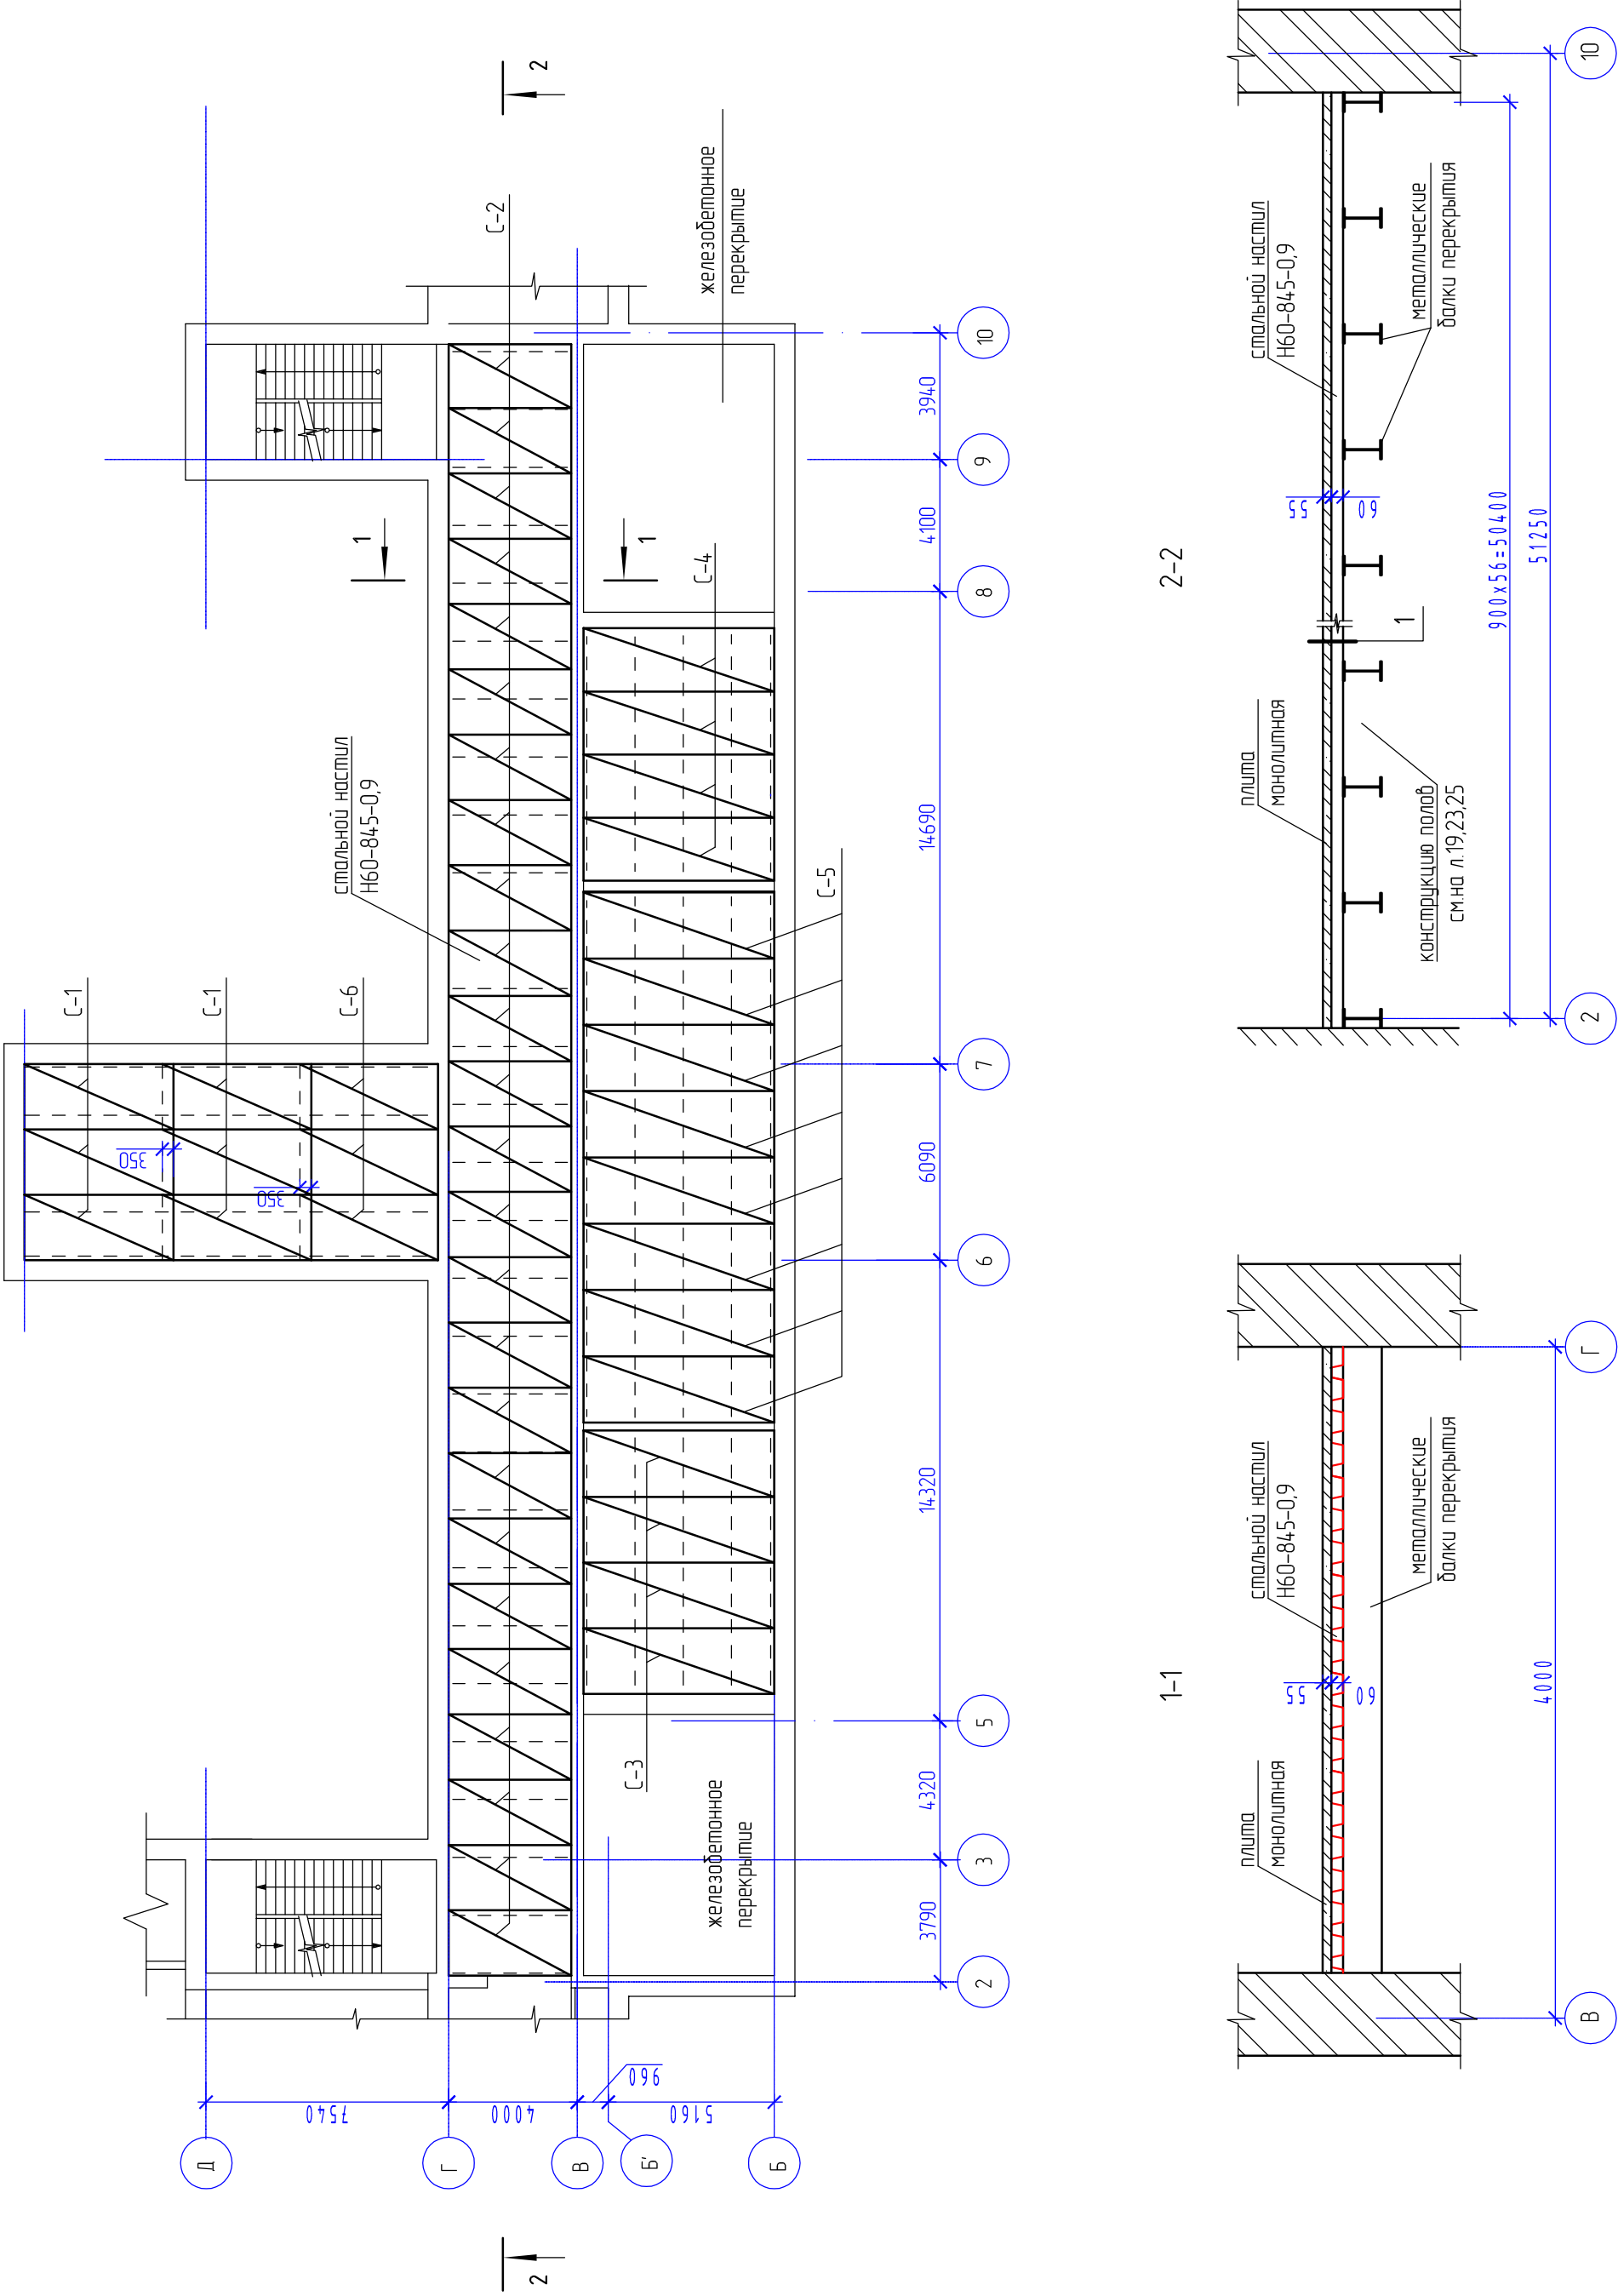 С-1
С-1
С-6
350
350
стальной настил
Н60-845-0,9
С-2
1
1
2
2
железобетонное
перекрытие
С-4
С-5
С-3
железобетонное
перекрытие
3790
4320
14320
6090
14690
4100
3940
2
3
5
6
7
8
9
10
7540
4000
960
5160
Д
Г
В
Б'
Б
1-1
плита
монолитная
стальной настил
Н60-845-0,9
55
60
металлические
балки перекрытия
4000
В
Г
2-2
плита
монолитная
стальной настил
Н60-845-0,9
55
60
1
конструкцию полов
см.на л.19,23,25
металлические
балки перекрытия
900х56=50400
51250
2
10